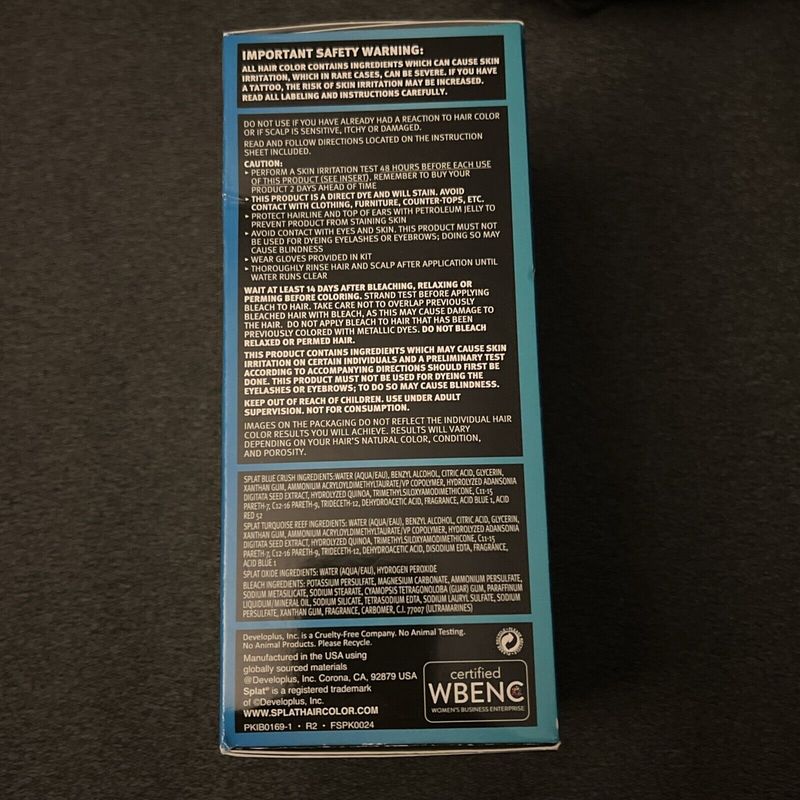 IMPORTANT SAFETY WARNING:
ALL HAIR COLOR CONTAINS INGREDIENTS WHICH CAN CAUSE SKIN
IRRITATION, WHICH IN RARE CASES, CAN BE SEVERE. IF YOU HAVE
A TATTOO, THE RISK OF SKIN IRRITATION MAY BE INCREASED.
READ ALL LABELING AND INSTRUCTIONS CAREFULLY.
DO NOT USE IF YOU HAVE ALREADY HAD A REACTION TO HAIR COLOR
OR IF SCALP IS SENSITIVE, ITCHY OR DAMAGED.
READ AND FOLLOW DIRECTIONS LOCATED ON THE INSTRUCTION
SHEET INCLUDED.
CAUTION:
▸ PERFORM A SKIN IRRITATION TEST 48 HOURS BEFORE EACH USE
OF THIS PRODUCT (SEE INSERT). REMEMBER TO BUY YOUR
PRODUCT 2 DAYS AHEAD OF TIME
▸ THIS PRODUCT IS A DIRECT DYE AND WILL STAIN. AVOID
CONTACT WITH CLOTHING, FURNITURE, COUNTER-TOPS, ETC.
▸ PROTECT HAIRLINE AND TOP OF EARS WITH PETROLEUM JELLY TO
PREVENT PRODUCT FROM STAINING SKIN
▸ AVOID CONTACT WITH EYES AND SKIN. THIS PRODUCT MUST NOT
BE USED FOR DYEING EYELASHES OR EYEBROWS; DOING SO MAY
CAUSE BLINDNESS
▸ WEAR GLOVES PROVIDED IN KIT
▸ THOROUGHLY RINSE HAIR AND SCALP AFTER APPLICATION UNTIL
WATER RUNS CLEAR
WAIT AT LEAST 14 DAYS AFTER BLEACHING, RELAXING OR
PERMING BEFORE COLORING. STRAND TEST BEFORE APPLYING
BLEACH TO HAIR. TAKE CARE NOT TO OVERLAP PREVIOUSLY
BLEACHED HAIR WITH BLEACH, AS THIS MAY CAUSE DAMAGE TO
THE HAIR. DO NOT APPLY BLEACH TO HAIR THAT HAS BEEN
PREVIOUSLY COLORED WITH METALLIC DYES. DO NOT BLEACH
RELAXED OR PERMED HAIR.
THIS PRODUCT CONTAINS INGREDIENTS WHICH MAY CAUSE SKIN
IRRITATION ON CERTAIN INDIVIDUALS AND A PRELIMINARY TEST
ACCORDING TO ACCOMPANYING DIRECTIONS SHOULD FIRST BE
DONE. THIS PRODUCT MUST NOT BE USED FOR DYEING THE
EYELASHES OR EYEBROWS; TO DO SO MAY CAUSE BLINDNESS.
KEEP OUT OF REACH OF CHILDREN. USE UNDER ADULT
SUPERVISION. NOT FOR CONSUMPTION.
IMAGES ON THE PACKAGING DO NOT REFLECT THE INDIVIDUAL HAIR
COLOR RESULTS YOU WILL ACHIEVE. RESULTS WILL VARY
DEPENDING ON YOUR HAIR'S NATURAL COLOR, CONDITION,
AND POROSITY.
SPLAT BLUE CRUSH INGREDIENTS:WATER (AQUA/EAU), BENZYL ALCOHOL, CITRIC ACID, GLYCERIN,
XANTHAN GUM, AMMONIUM ACRYLOYLDIMETHYLTAURATE/VP COPOLYMER, HYDROLYZED ADANSONIA
DIGITATA SEED EXTRACT, HYDROLYZED QUINOA, TRIMETHYLSILOXYAMODIMETHICONE, C11-15
PARETH-7, C12-16 PARETH-9, TRIDECETH-12, DEHYDROACETIC ACID, FRAGRANCE, ACID BLUE 1, ACID
RED 52
SPLAT TURQUOISE REEF INGREDIENTS: WATER (AQUA/EAU), BENZYL ALCOHOL, CITRIC ACID, GLYCERIN,
XANTHAN GUM, AMMONIUM ACRYLOYLDIMETHYLTAURATE/VP COPOLYMER, HYDROLYZED ADANSONIA
DIGITATA SEED EXTRACT, HYDROLYZED QUINOA, TRIMETHYLSILOXYAMODIMETHICONE, C11-15
PARETH-7, C12-16 PARETH-9, TRIDECETH-12, DEHYDROACETIC ACID, DISODIUM EDTA, FRAGRANCE,
ACID BLUE 1
SPLAT OXIDE INGREDIENTS: WATER (AQUA/EAU), HYDROGEN PEROXIDE
BLEACH INGREDIENTS: POTASSIUM PERSULFATE, MAGNESIUM CARBONATE, AMMONIUM PERSULFATE,
SODIUM METASILICATE, SODIUM STEARATE, CYAMOPSIS TETRAGONOLOBA (GUAR) GUM, PARAFFINUM
LIQUIDUM/MINERAL OIL, SODIUM SILICATE, TETRASODIUM EDTA, SODIUM LAURYL SULFATE, SODIUM
PERSULFATE, XANTHAN GUM, FRAGRANCE, CARBOMER, C.I. 77007 (ULTRAMARINES)
Developlus, Inc. is a Cruelty-Free Company. No Animal Testing.
No Animal Products. Please Recycle.
Manufactured in the USA using
globally sourced materials
@Developlus, Inc. Corona, CA, 92879 USA
Splat® is a registered trademark
of ©Developlus, Inc.
WWW.SPLATHAIRCOLOR.COM
PKIB0169-1 • R2 • FSPK0024
certified
WBENC
WOMEN'S BUSINESS ENTERPRISE